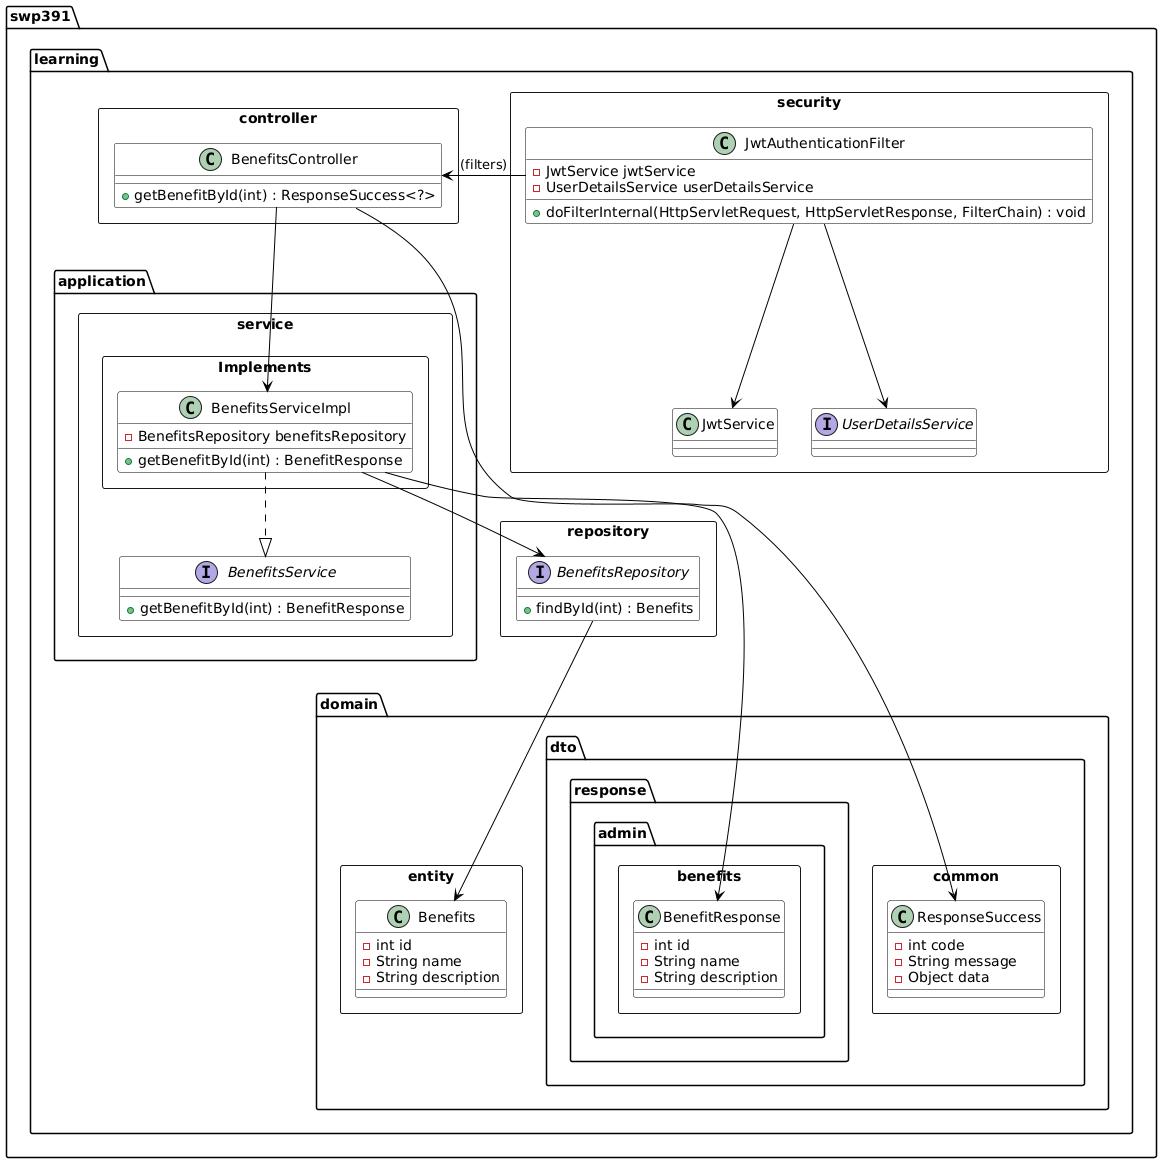 swp391
learning
controller
C BenefitsController
getBenefitById(int) : ResponseSuccess<?>
(filters)
security
C JwtAuthenticationFilter
JwtService jwtService
UserDetailsService userDetailsService
doFilterInternal(HttpServletRequest, HttpServletResponse, FilterChain) : void
C JwtService
I UserDetailsService
application
service
Implements
C BenefitsServiceImpl
BenefitsRepository benefitsRepository
getBenefitById(int) : BenefitResponse
I BenefitsService
getBenefitById(int) : BenefitResponse
repository
I BenefitsRepository
findById(int) : Benefits
domain
entity
C Benefits
int id
String name
String description
dto
response
admin
benefits
C BenefitResponse
int id
String name
String description
common
C ResponseSuccess
int code
String message
Object data